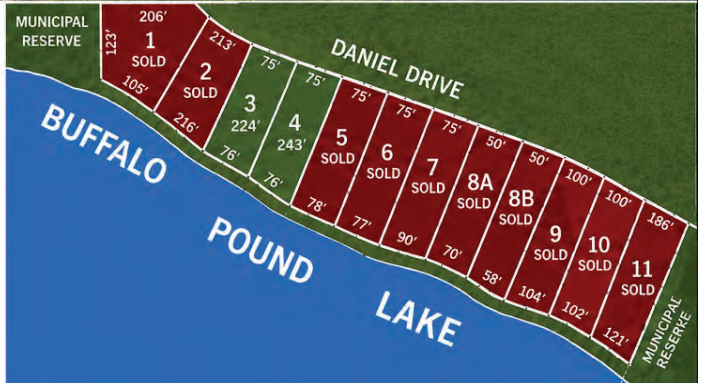 MUNICIPAL
RESERVE
206'
123'
1
SOLD
105'
213'
2
SOLD
216'
75'
3
224'
76'
75'
4
243'
76'
DANIEL DRIVE
75'
5
SOLD
78'
75'
6
SOLD
77'
75'
7
SOLD
90'
50'
8A
SOLD
70'
50'
8B
SOLD
58'
100'
9
SOLD
104'
100'
10
SOLD
102'
186'
11
SOLD
121'
MUNICIPAL
RESERKE
BUFFALO
POUND
LAKE